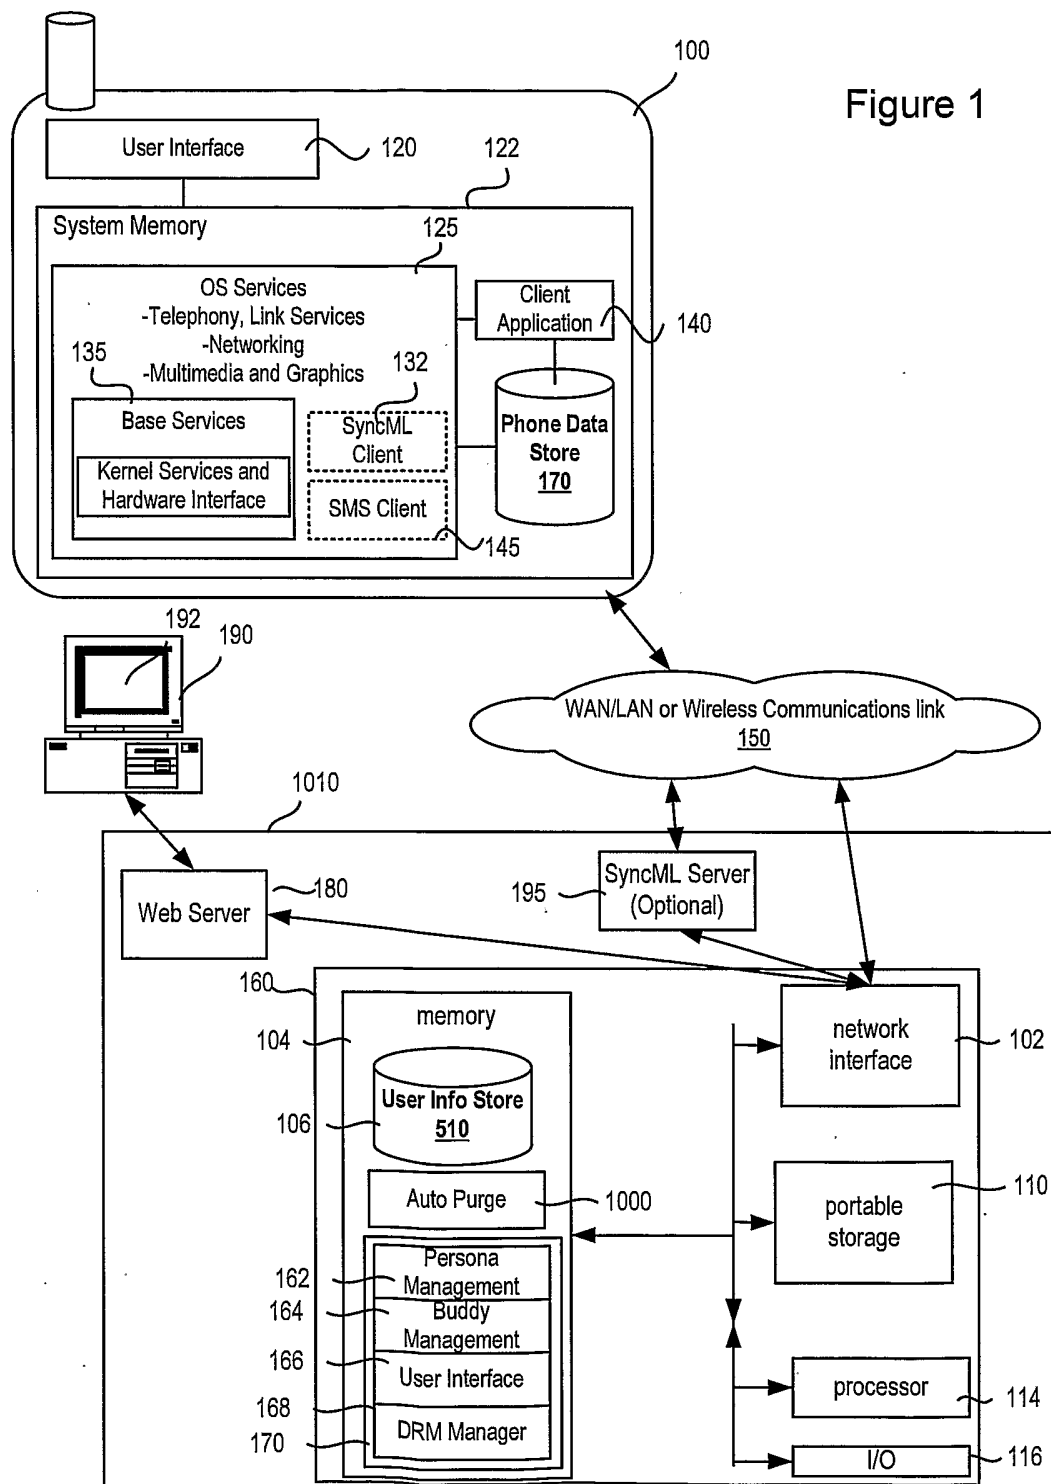 Figure 1
100
User Interface
120
122
System Memory
125
OS Services
-Telephony, Link Services
-Networking
-Multimedia and Graphics
Client
Application
140
135
132
Base Services
Kernel Services and
Hardware Interface
SyncML
Client
SMS Client
145
Phone Data
Store
170
192
190
WAN/LAN or Wireless Communications link
150
1010
Web Server
180
195
SyncML Server
(Optional)
160
memory
104
User Info Store
510
106
network
interface
102
Auto Purge
1000
portable
storage
110
Persona
Management
162
Buddy
Management
164
166
User Interface
168
DRM Manager
170
processor
114
I/O
116